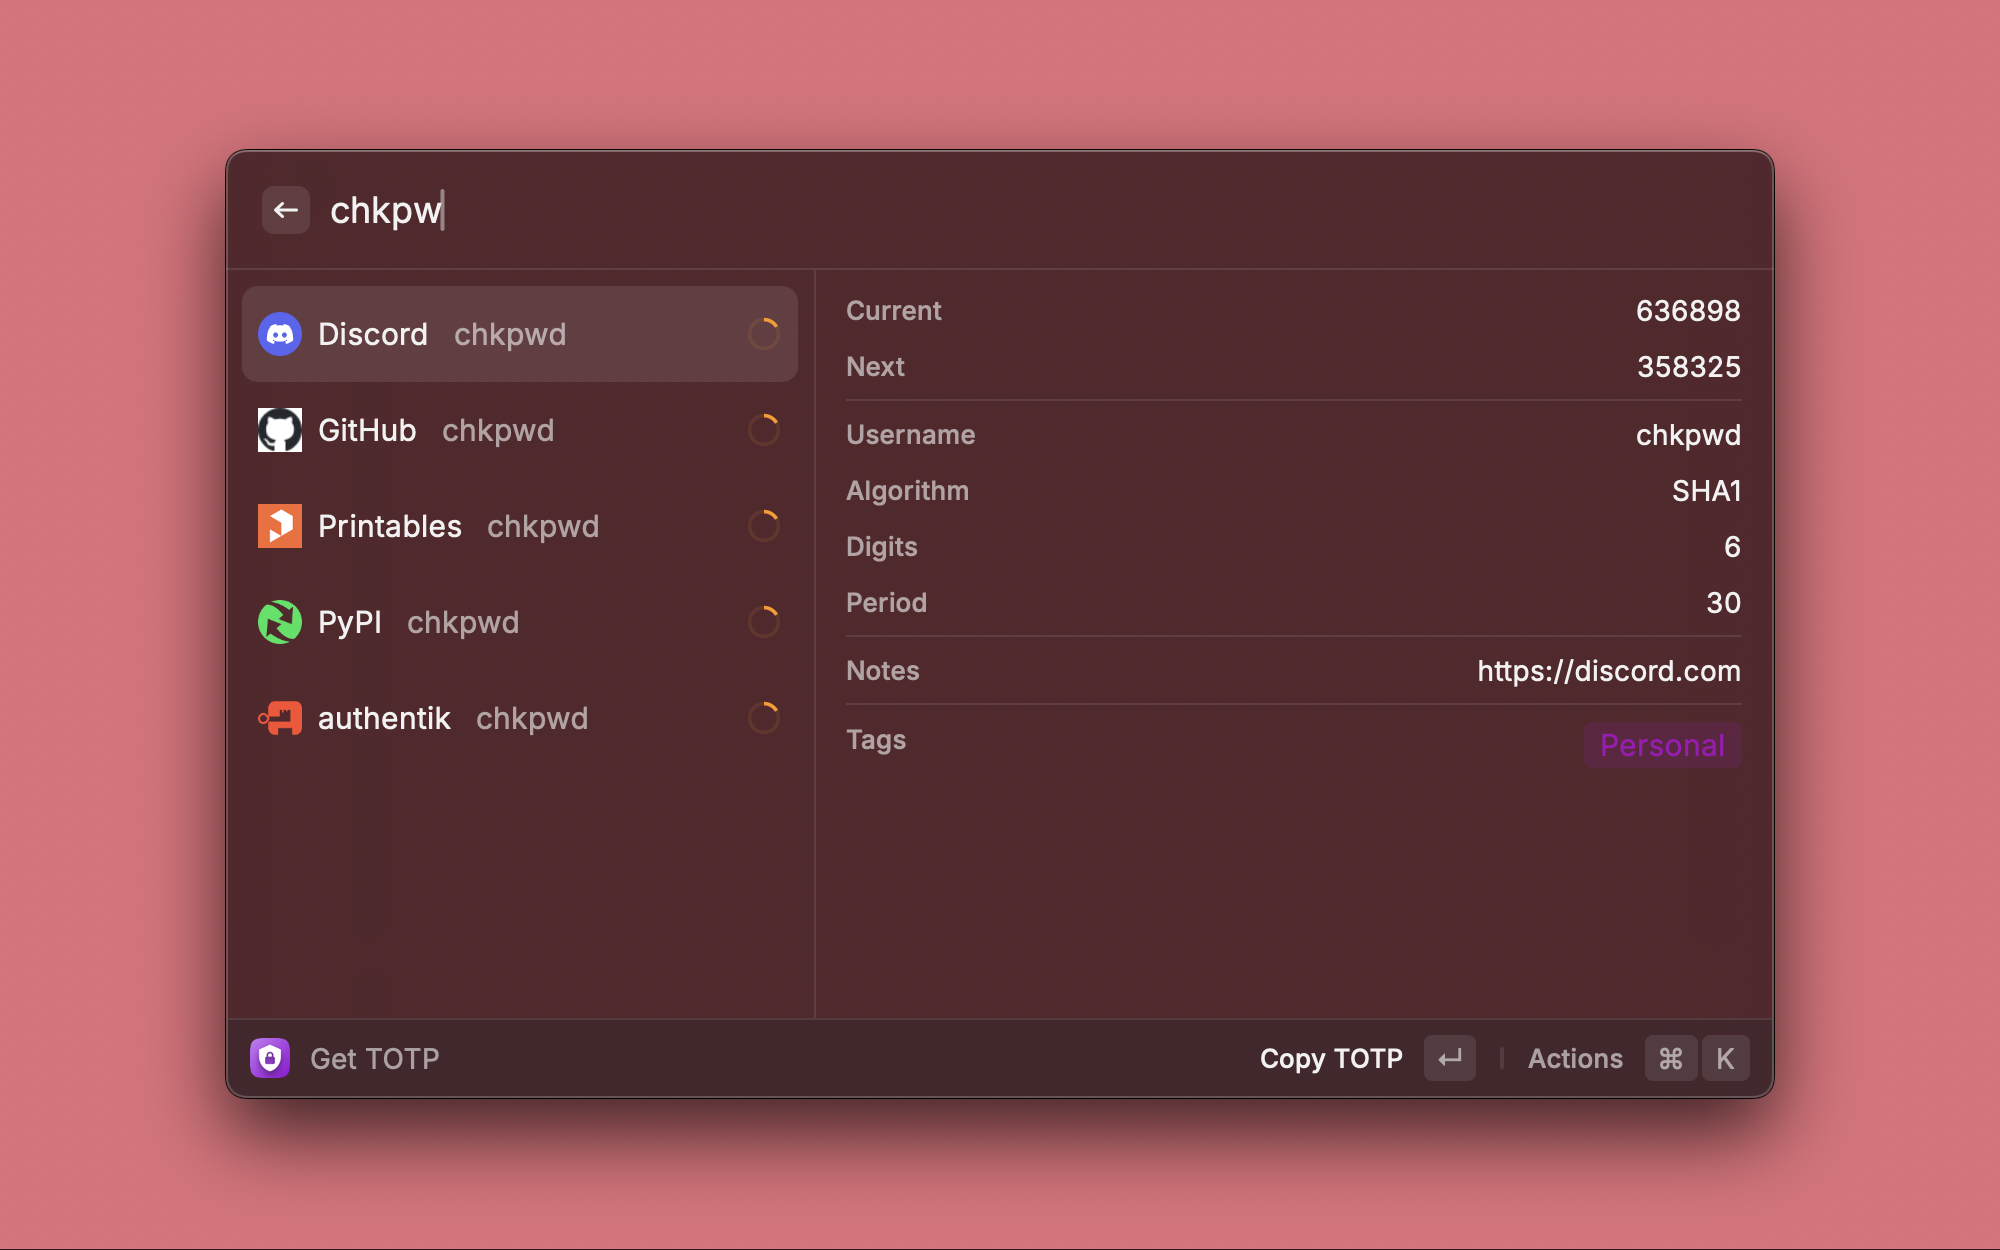 chkpw
Discord chkpwd
GitHub chkpwd
Printables chkpwd
PyPI chkpwd
authentik chkpwd
Current 636898
Next 358325
Username chkpwd
Algorithm SHA1
Digits 6
Period 30
Notes https://discord.com
Tags Personal
Get TOTP
Copy TOTP ↵ Actions ⌘ K